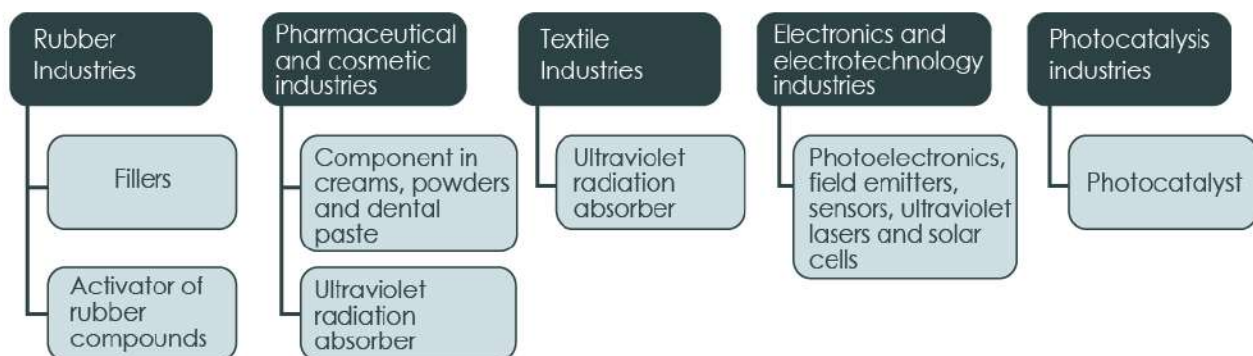 Rubber
Industries
Fillers
Activator of
rubber
compounds
Pharmaceutical
and cosmetic
industries
Component in
creams, powders
and dental
paste
Ultraviolet
radiation
absorber
Textile
Industries
Ultraviolet
radiation
absorber
Electronics and
electrotechnology
industries
Photoelectronics,
field emitters,
sensors, ultraviolet
lasers and solar
cells
Photocatalysis
industries
Photocatalyst